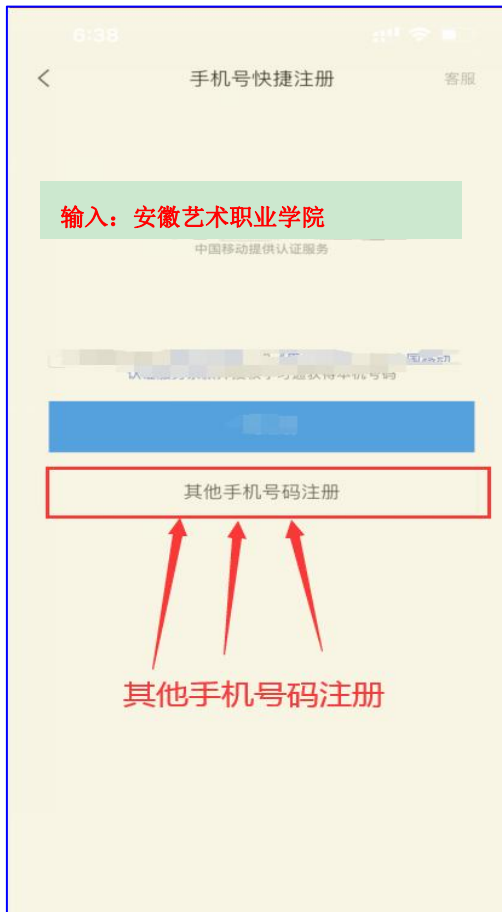 6:38
手机号快捷注册
客服
输入：安徽艺术职业学院
中国移动提供认证服务
其他手机号码注册
其他手机号码注册